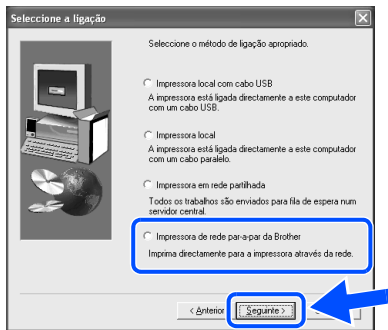 Seleccione a ligação
Seleccione o método de ligação apropriado.
Impressora local com cabo USB
A impressora está ligada directamente a este computador
com um cabo USB.
Impressora local
A impressora está ligada directamente a este computador
com um cabo paralelo.
Impressora em rede partilhada
Todos os trabalhos são enviados para fila de espera num
servidor central.
Impressora de rede par-a-par da Brother
Imprima directamente para a impressora através da rede.
< Anterior Seguinte >